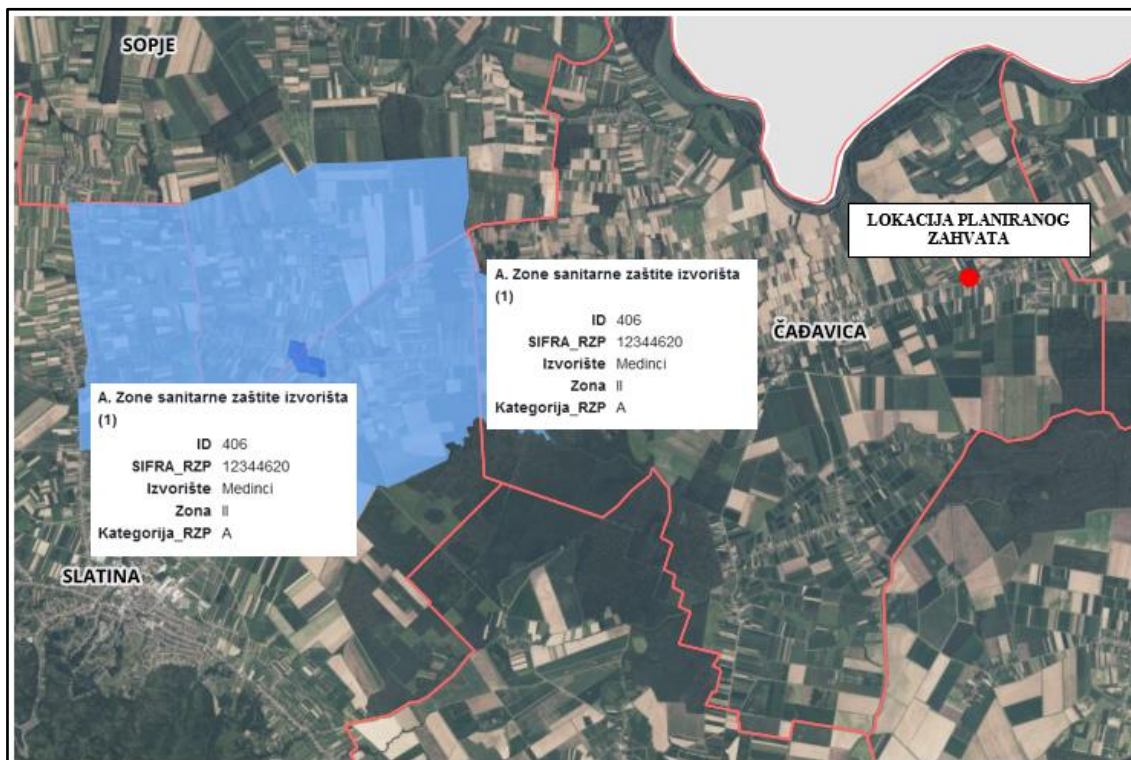 SOPJE
LOKACIJA PLANIRANOG
ZAHVATA
A. Zone sanitarne zaštite izvorišta
(1)
ID 406
SIFRA_RZP 12344620
Izvorište Medinci
Zona II
Kategorija_RZP A
ČAĐAVICA
A. Zone sanitarne zaštite izvorišta
(1)
ID 406
SIFRA_RZP 12344620
Izvorište Medinci
Zona II
Kategorija_RZP A
SLATINA